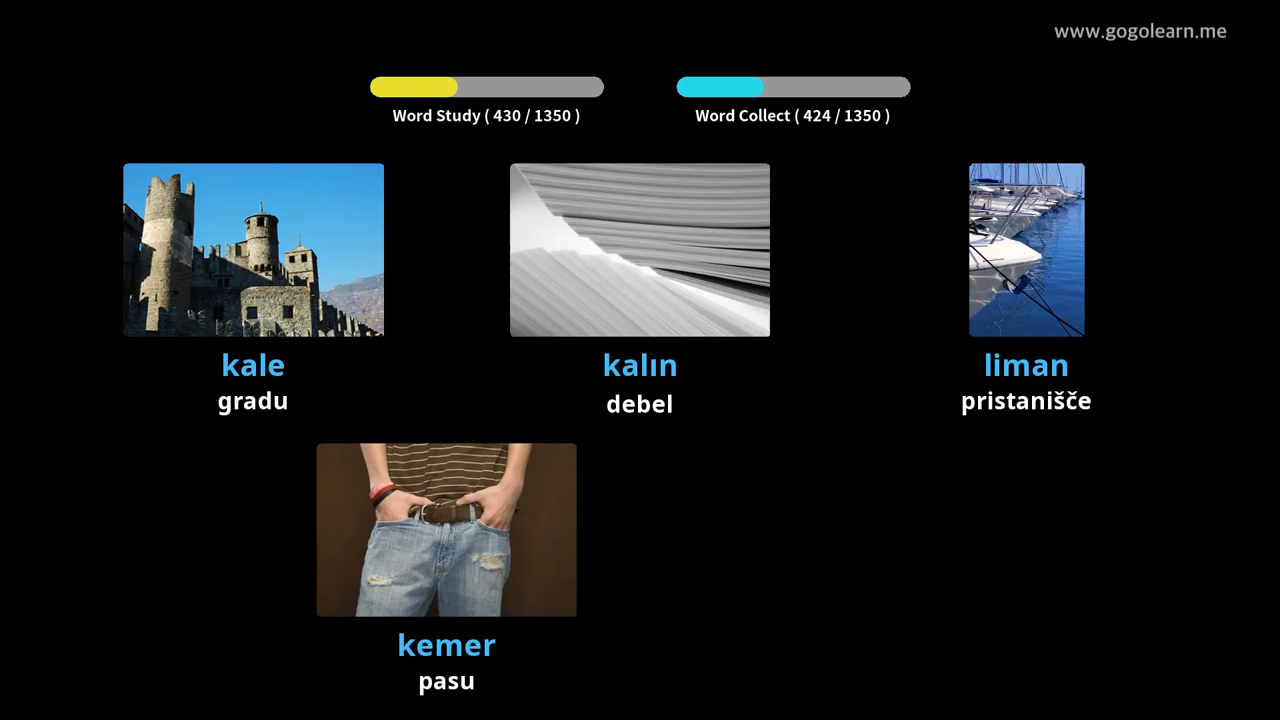 www.gogolearn.me
Word Study ( 430 / 1350 )
Word Collect ( 424 / 1350 )
kale
gradu
kalın
debel
liman
pristanišče
kemer
pasu